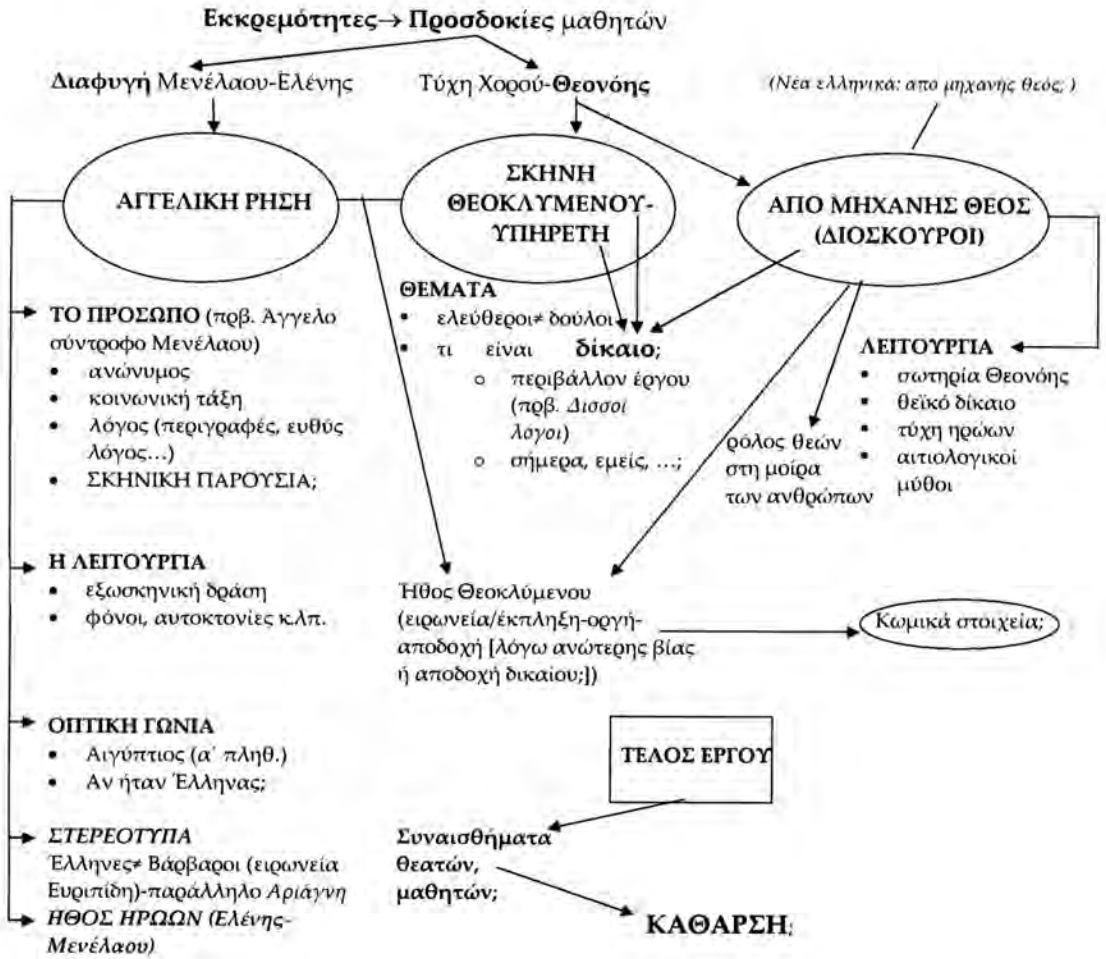 Εκκρεμότητες→ Προσδοκίες μαθητών
Διαφυγή Μενέλαου-Ελένης
Τύχη Χορού-Θεονόης
(Νέα ελληνικά: απο μηχανής θεός; )
ΑΓΓΕΛΙΚΗ ΡΗΣΗ
ΣΚΗΝΗ
ΘΕΟΚΛΥΜΕΝΟΥ-
ΥΠΗΡΕΤΗ
ΑΠΟ ΜΗΧΑΝΗΣ ΘΕΟΣ
(ΔΙΟΣΚΟΥΡΟΙ)
ΤΟ ΠΡΟΣΩΠΟ (πρβ. Άγγελο
σύντροφο Μενέλαου)
• ανώνυμος
• κοινωνική τάξη
• λόγος (περιγραφές, ευθύς
λόγος…)
• ΣΚΗΝΙΚΗ ΠΑΡΟΥΣΙΑ;
Η ΛΕΙΤΟΥΡΓΙΑ
• εξωσκηνική δράση
• φόνοι, αυτοκτονίες κ.λπ.
ΟΠΤΙΚΗ ΓΩΝΙΑ
• Αιγύπτιος (α΄ πληθ.)
• Αν ήταν Έλληνας;
ΣΤΕΡΕΟΤΥΠΑ
Έλληνες≠ Βάρβαροι (ειρωνεία
Ευριπίδη)-παράλληλο Αριάγνη
ΗΘΟΣ ΗΡΩΩΝ (Ελένης-
Μενέλαου)
ΘΕΜΑΤΑ
• ελεύθεροι≠ δούλοι
• τι είναι δίκαιο;
o περιβάλλον έργου
(πρβ. Δισσοί
λόγοι)
o σήμερα, εμείς, …;
ρόλος θεών
στη μοίρα
των ανθρώπων
ΛΕΙΤΟΥΡΓΙΑ
• σωτηρία Θεονόης
• θεϊκό δίκαιο
• τύχη ηρώων
• αιτιολογικοί
μύθοι
Ήθος Θεοκλύμενου
(ειρωνεία/έκπληξη-οργή-
αποδοχή [λόγω ανώτερης βίας
ή αποδοχή δικαίου;])
Κωμικά στοιχεία;
ΤΕΛΟΣ ΕΡΓΟΥ
Συναισθήματα
θεατών,
μαθητών;
ΚΑΘΑΡΣΗ;